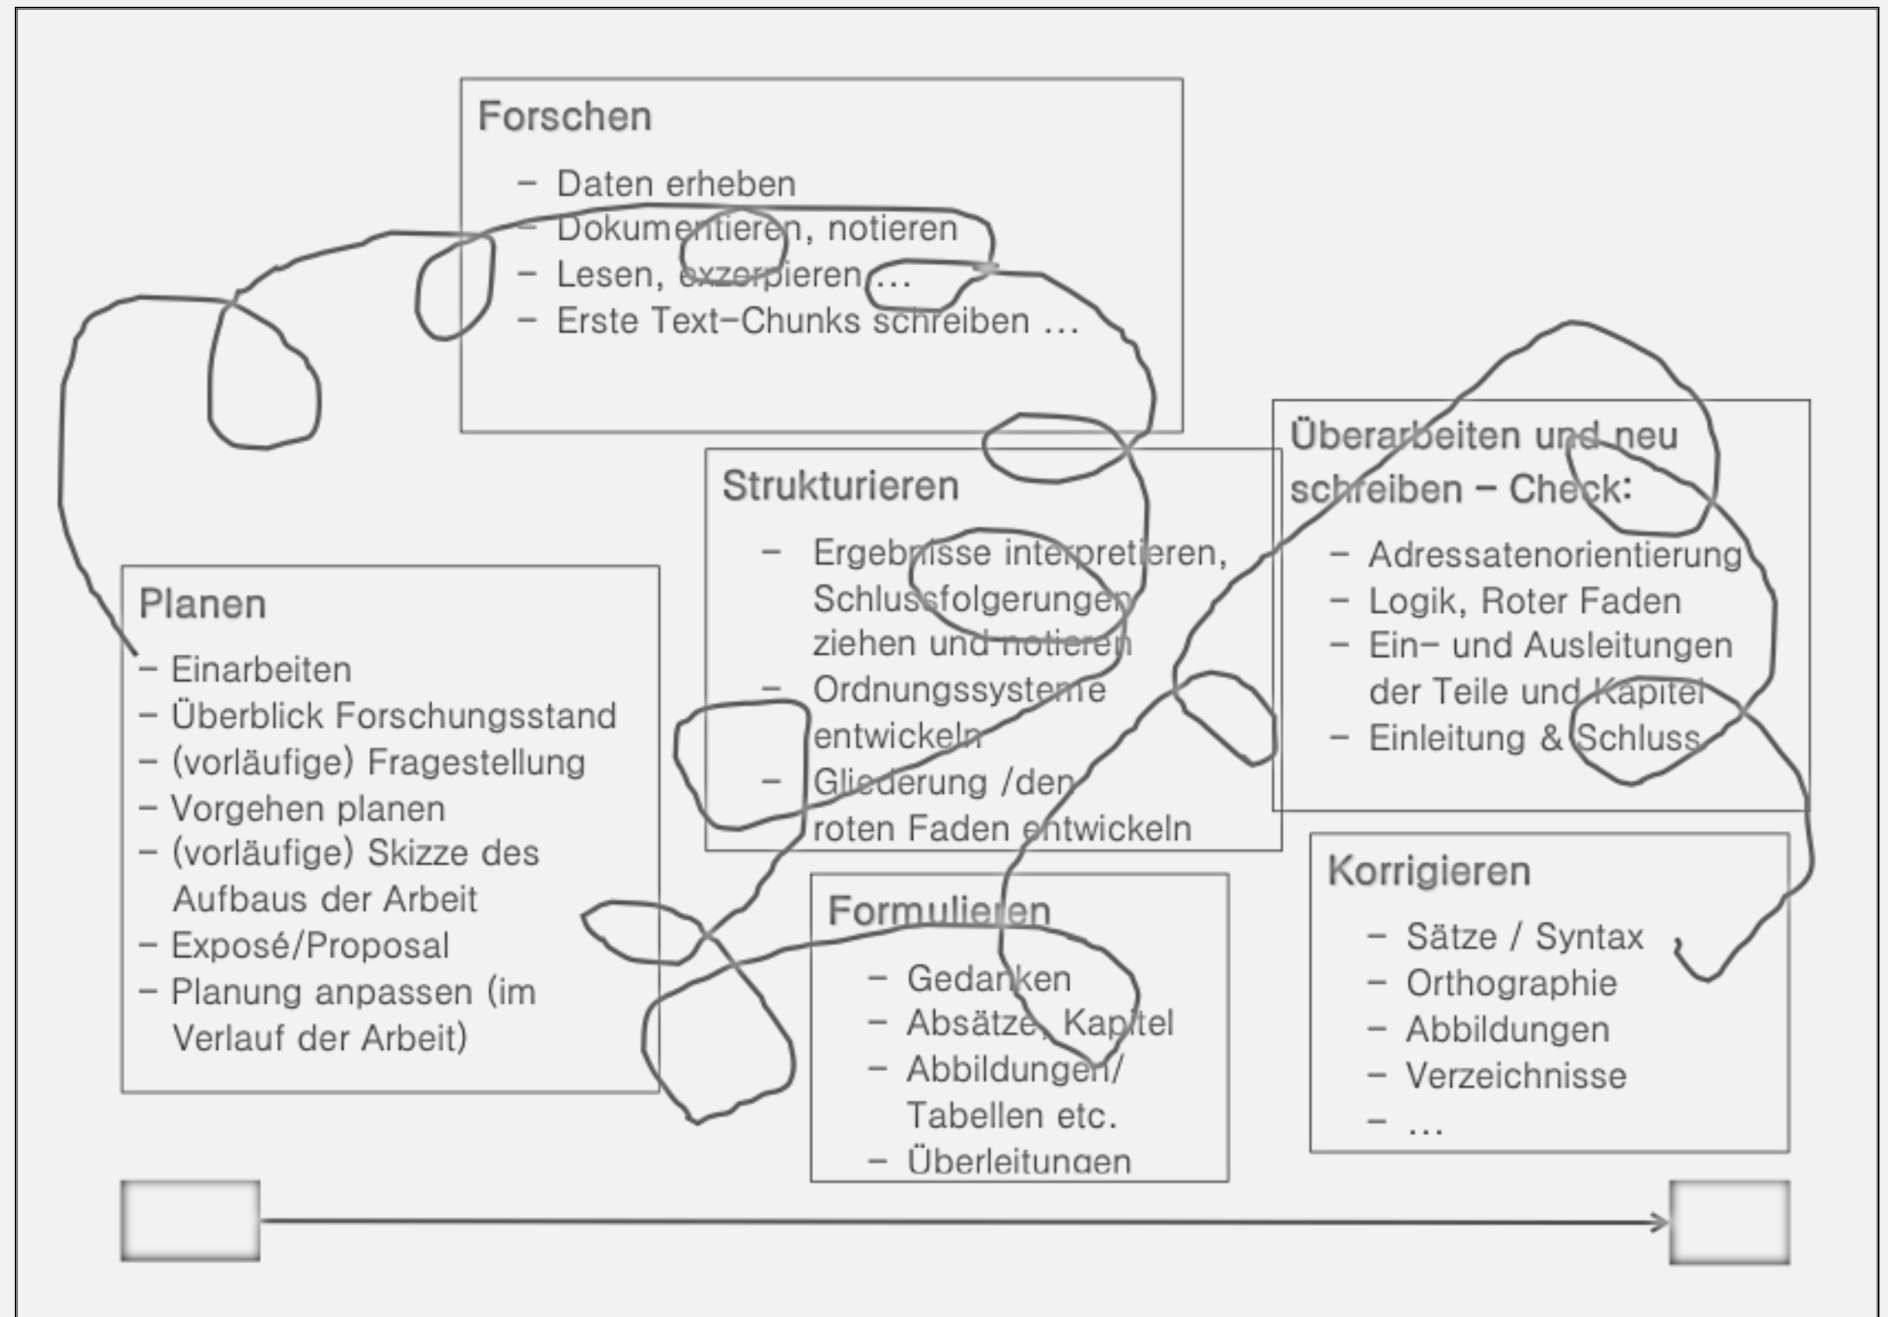 Forschen
– Daten erheben
– Dokumentieren, notieren
– Lesen, exzerpieren ...
– Erste Text-Chunks schreiben ...
Planen
– Einarbeiten
– Überblick Forschungsstand
– (vorläufige) Fragestellung
– Vorgehen planen
– (vorläufige) Skizze des
Aufbaus der Arbeit
– Exposé/Proposal
– Planung anpassen (im
Verlauf der Arbeit)
Strukturieren
– Ergebnisse interpretieren,
Schlussfolgerungen
ziehen und notieren
– Ordnungssysteme
entwickeln
– Gliederung /den
roten Faden entwickeln
Formulieren
– Gedanken
– Absätze, Kapitel
– Abbildungen/
Tabellen etc.
– Überleitungen
Überarbeiten und neu
schreiben – Check:
– Adressatenorientierung
– Logik, Roter Faden
– Ein- und Ausleitungen
der Teile und Kapitel
– Einleitung & Schluss
Korrigieren
– Sätze / Syntax
– Orthographie
– Abbildungen
– Verzeichnisse
– ...